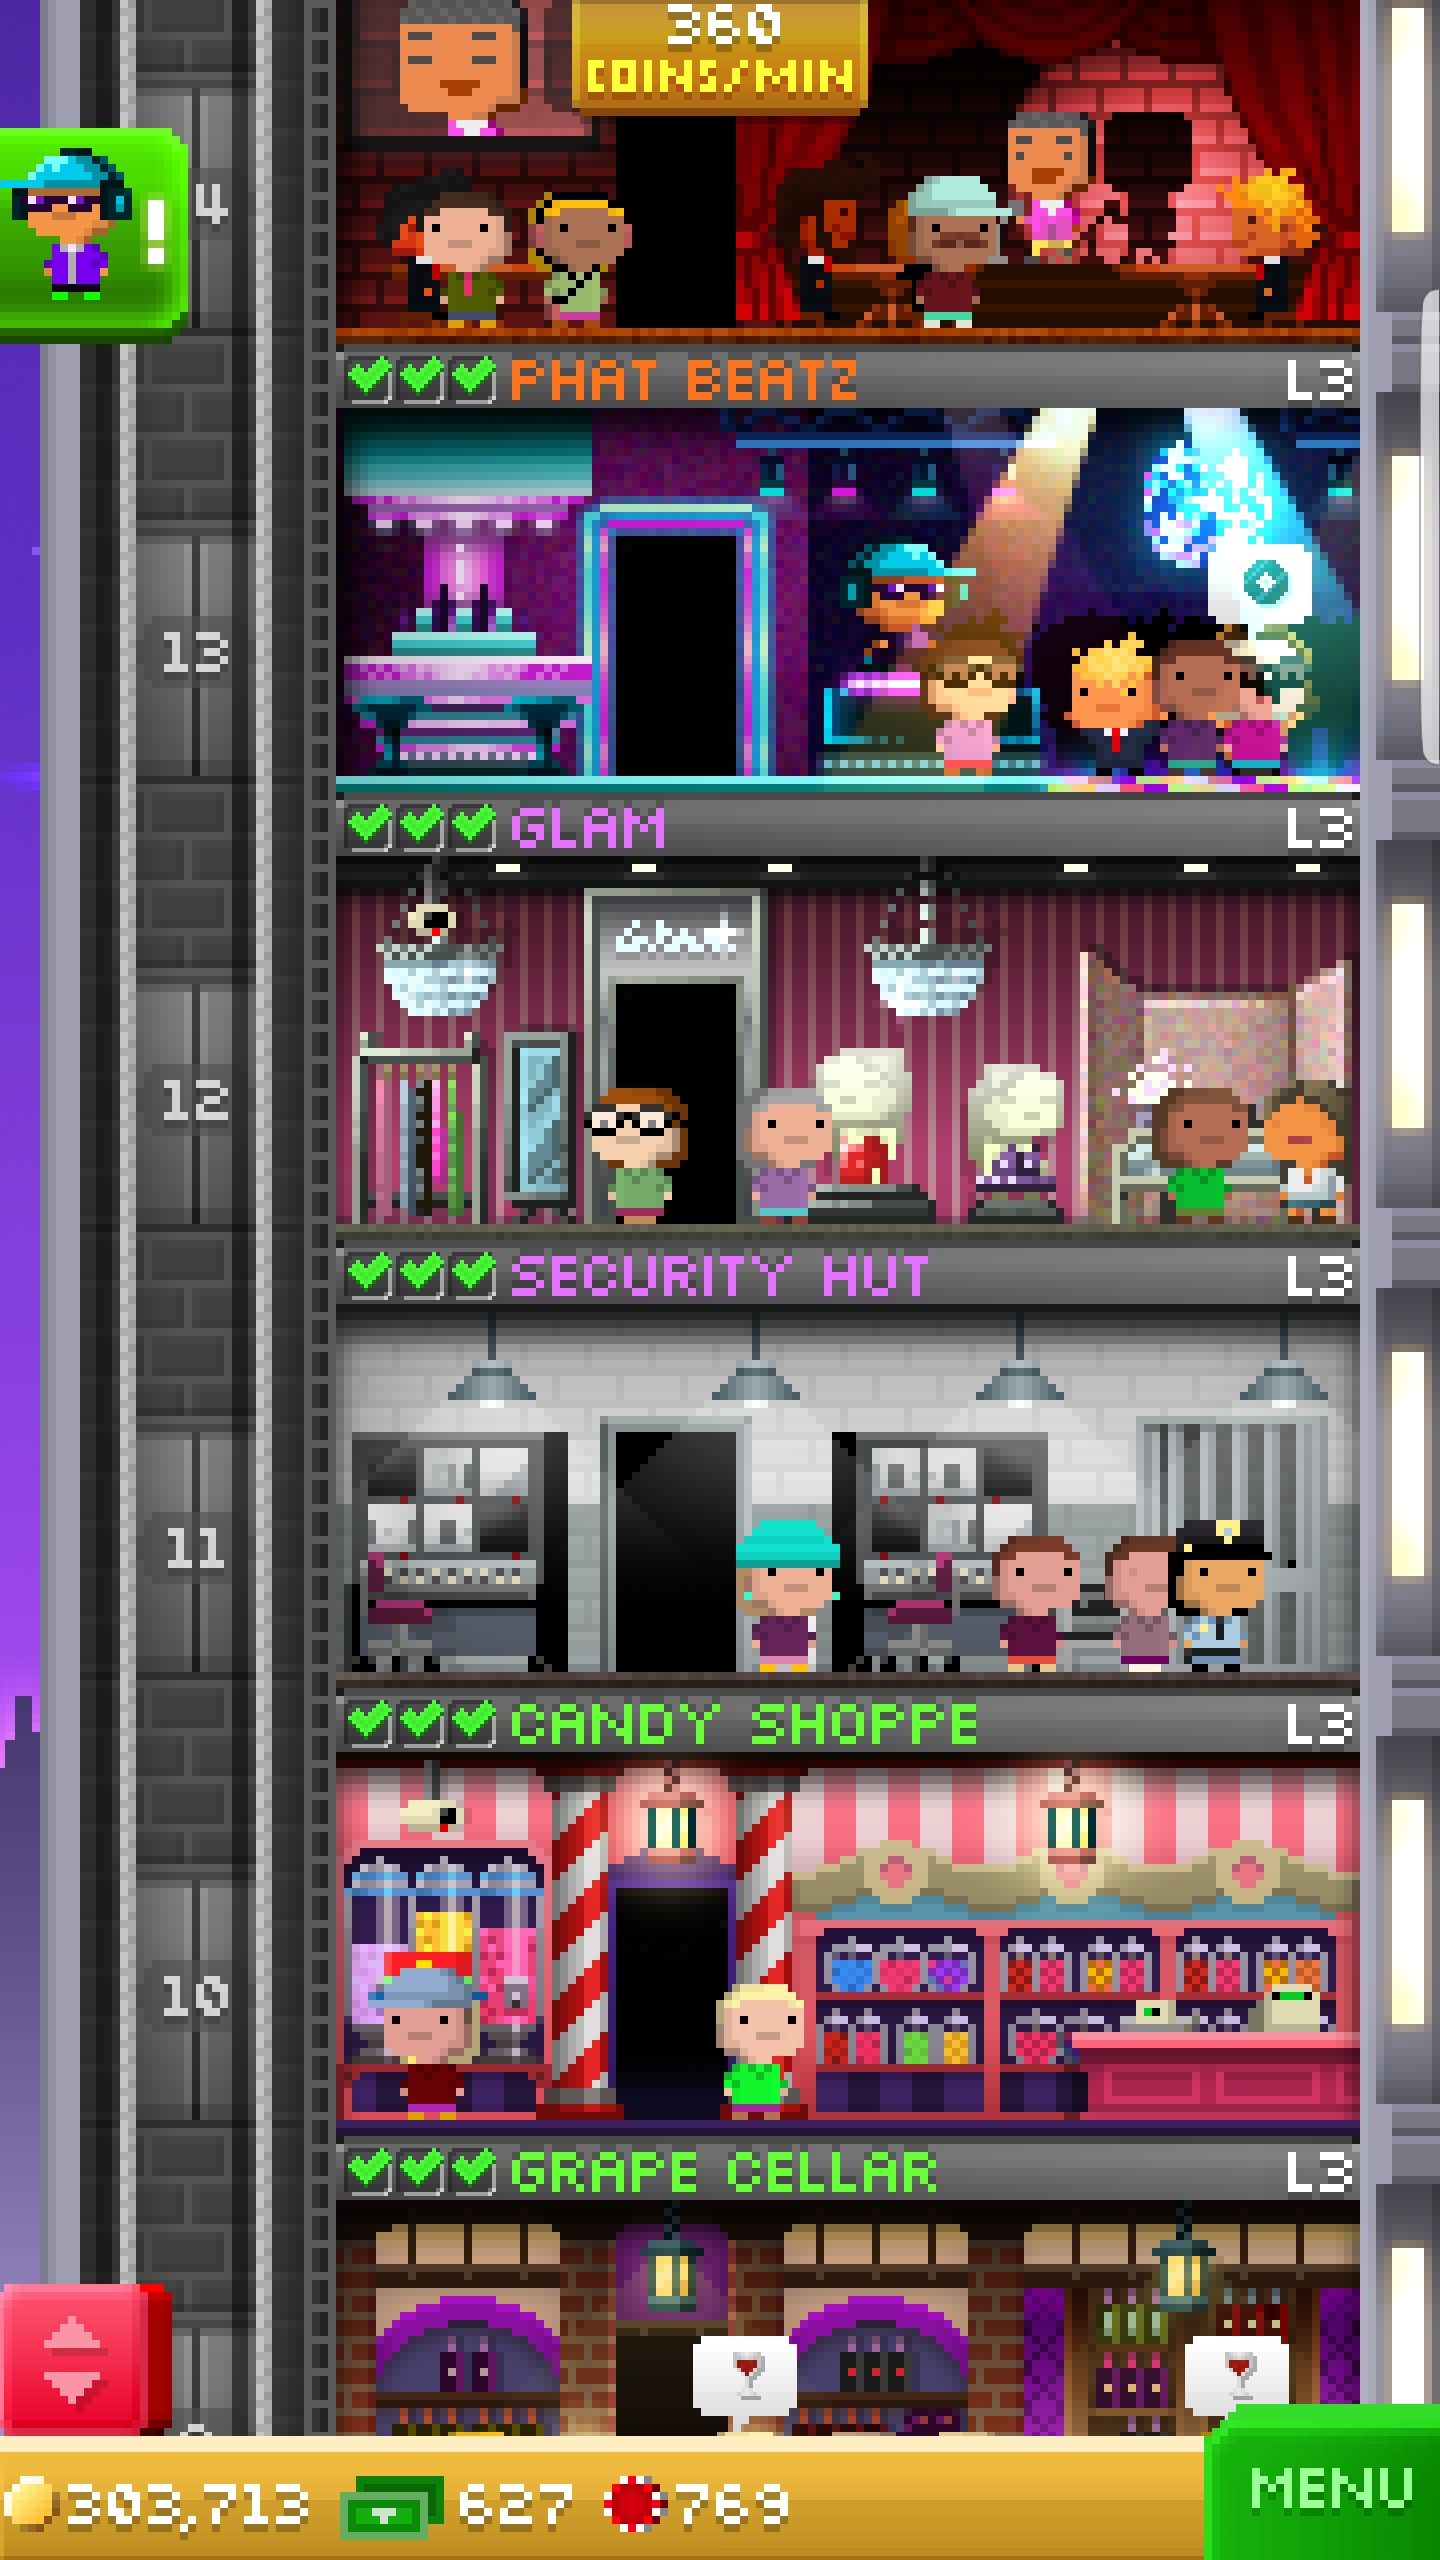 360
COINS/MIN
!
4
PHAT BEATZ L3
13
GLAM L3
12
SECURITY HUT L3
11
CANDY SHOPPE L3
10
GRAPE CELLAR L3
303,713 627 769
MENU